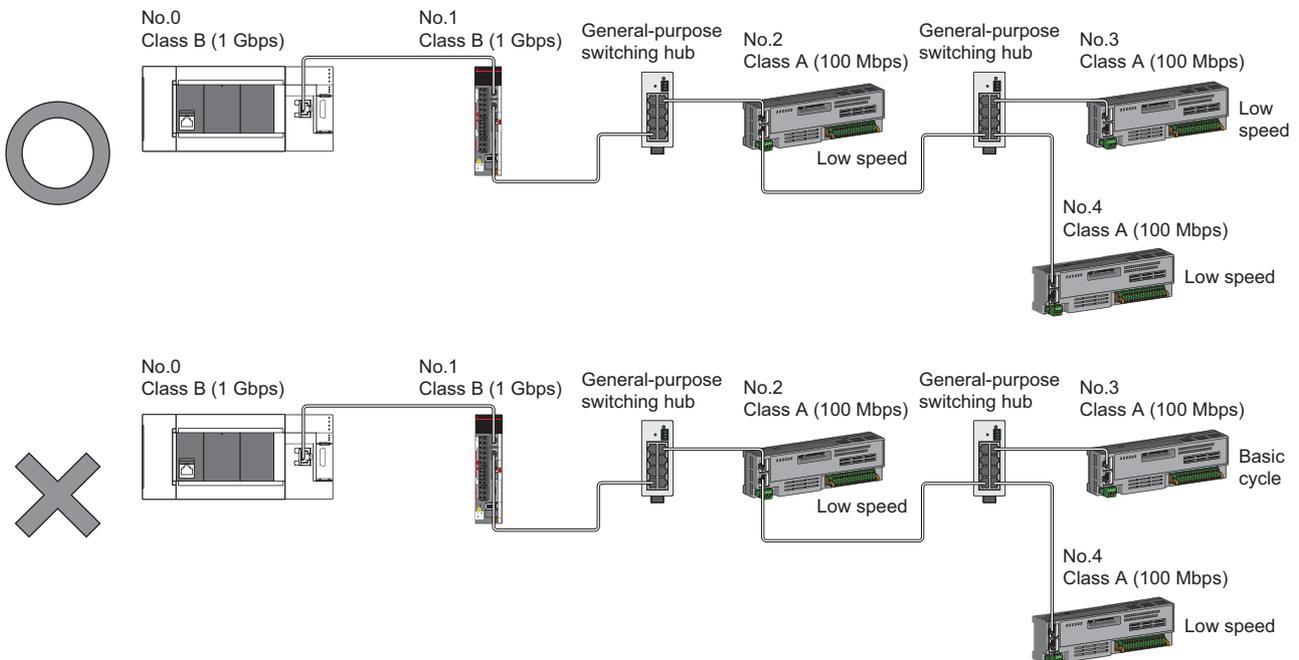 No.0
Class B (1 Gbps)
No.1
Class B (1 Gbps)
General-purpose
switching hub
No.2
Class A (100 Mbps)
Low speed
General-purpose
switching hub
No.3
Class A (100 Mbps)
Low
speed
No.4
Class A (100 Mbps)
Low speed
No.0
Class B (1 Gbps)
No.1
Class B (1 Gbps)
General-purpose
switching hub
No.2
Class A (100 Mbps)
Low speed
General-purpose
switching hub
No.3
Class A (100 Mbps)
Basic
cycle
No.4
Class A (100 Mbps)
Low speed